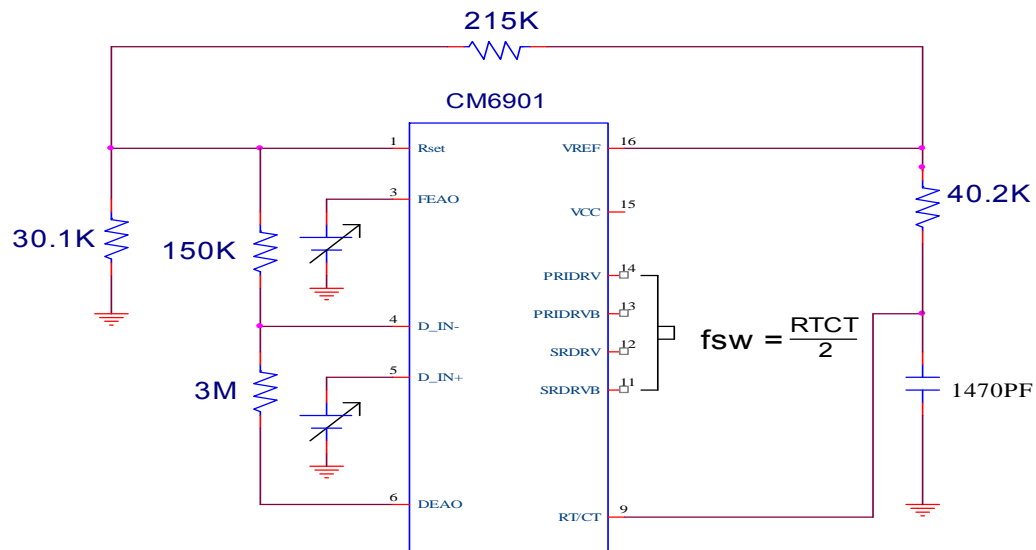 215K
CM6901
1
Rset
VREF
16
3
FEAO
VCC
15
40.2K
30.1K
150K
PRIDRV
14
PRIDRVB
13
4
D_IN-
SRDRV
12
fsw = RTCT
2
5
D_IN+
SRDRVB
11
3M
1470PF
6
DEAO
RT/CT
9